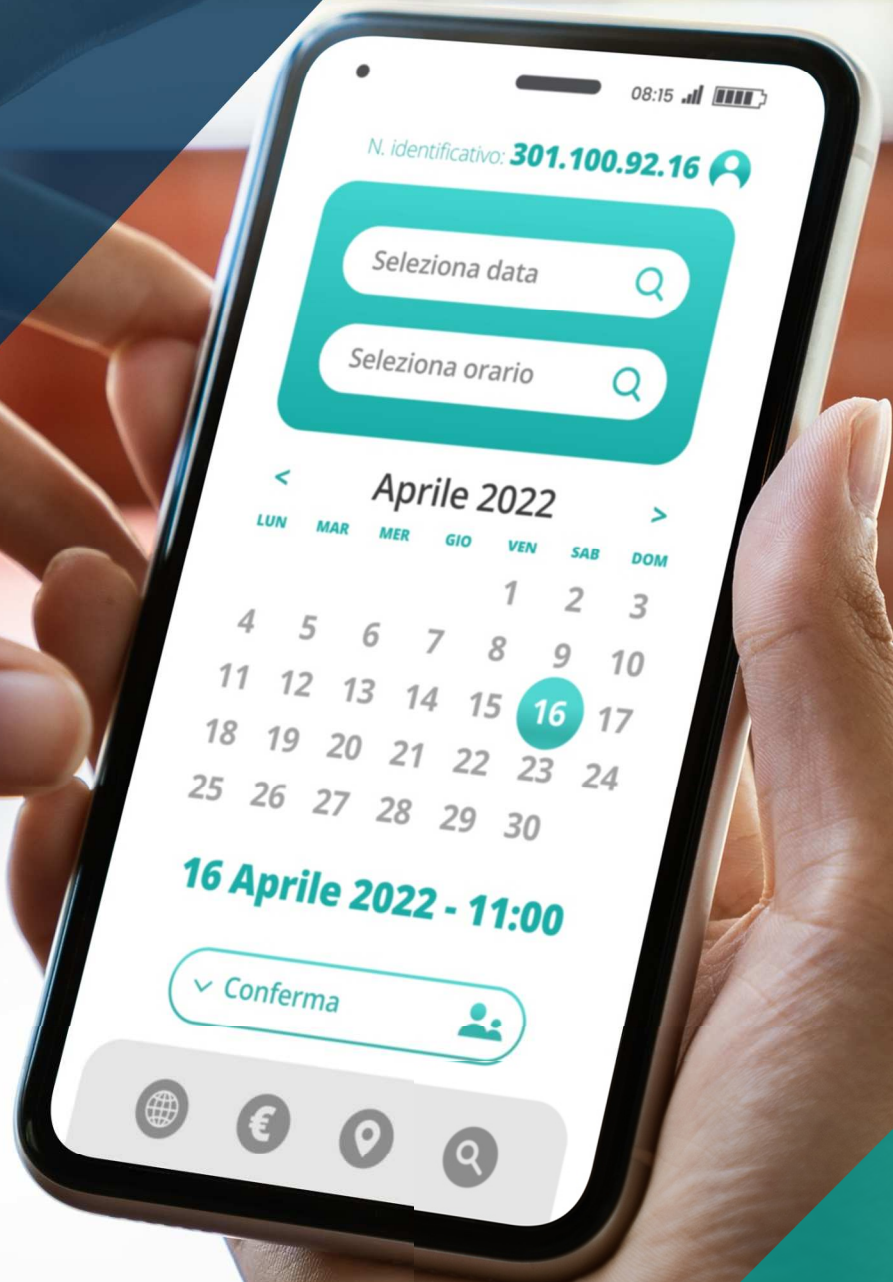 08:15
N. identificativo: 301.100.92.16
Seleziona data
Seleziona orario
< Aprile 2022 >
LUN MAR MER GIO VEN SAB DOM
1 2 3
4 5 6 7 8 9 10
11 12 13 14 15 16 17
18 19 20 21 22 23 24
25 26 27 28 29 30
16 Aprile 2022 - 11:00
Conferma
€